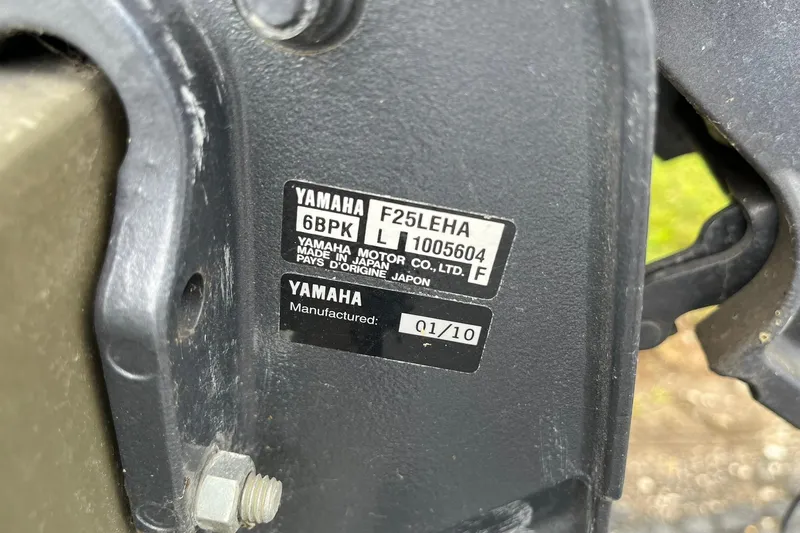 YAMAHA F25LEHA
6BPK L 1005604
YAMAHA MOTOR CO., LTD.
MADE IN JAPAN F
PAYS D'ORIGINE JAPON
YAMAHA
Manufactured: 01/10